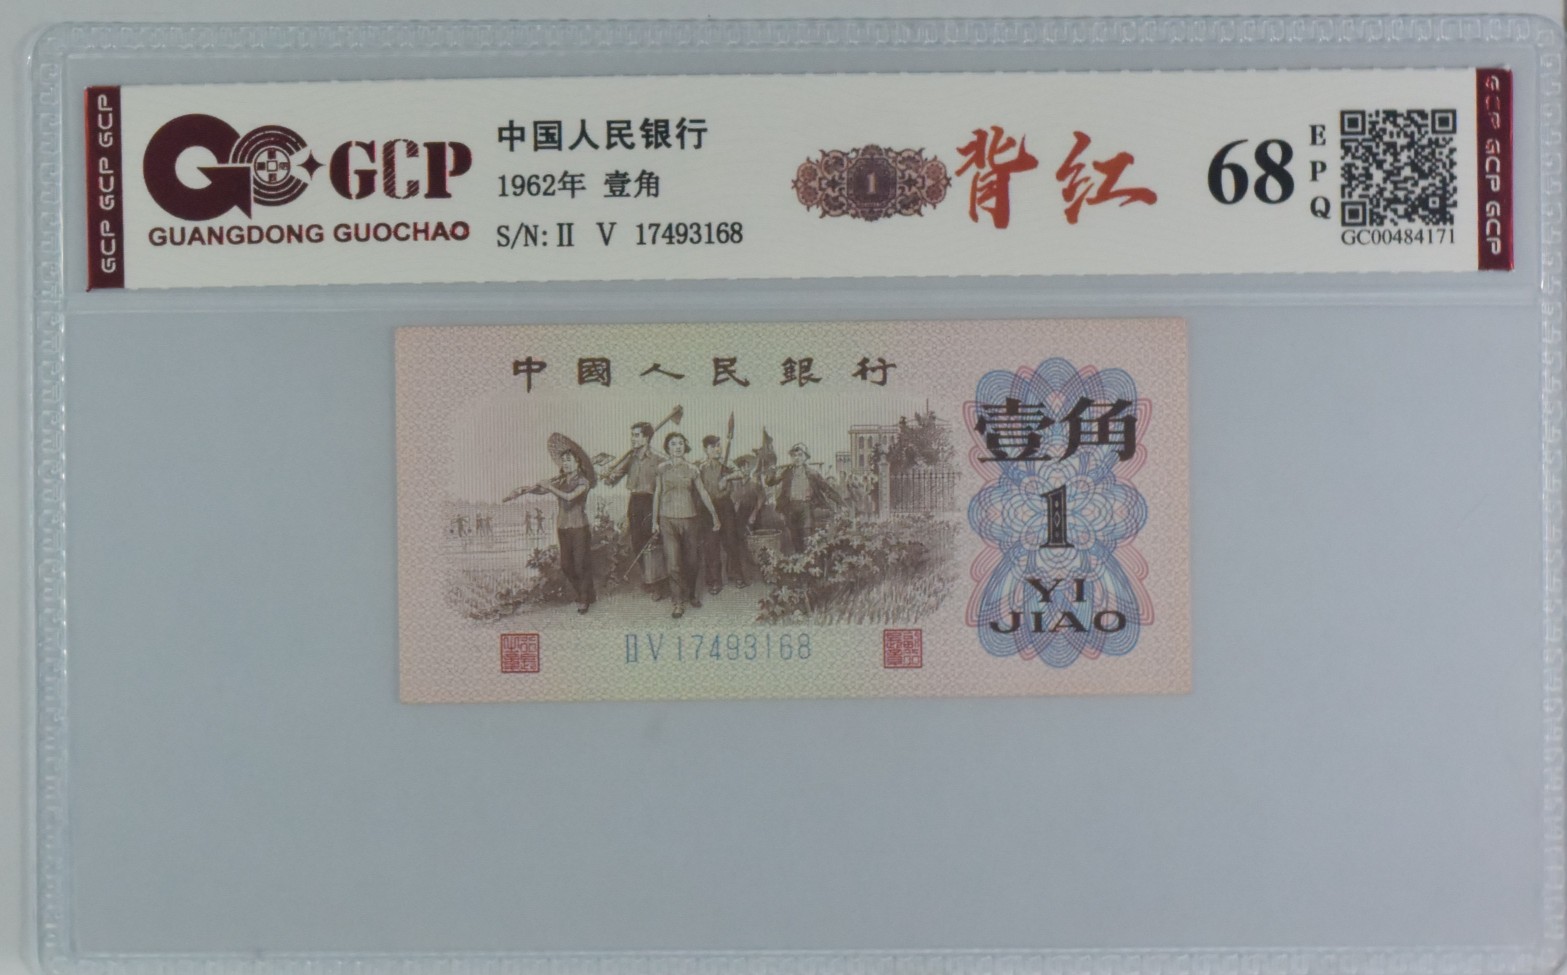 GCP GCP GCP
GCP
GUANGDONG GUOCHAO
中国人民银行
1962年 壹角
S/N: II V 17493168
1
背红
68
EPQ
GC00484171
GCP GCP GCP
中國人民銀行
壹角
1
YI
JIAO
II V 17493168